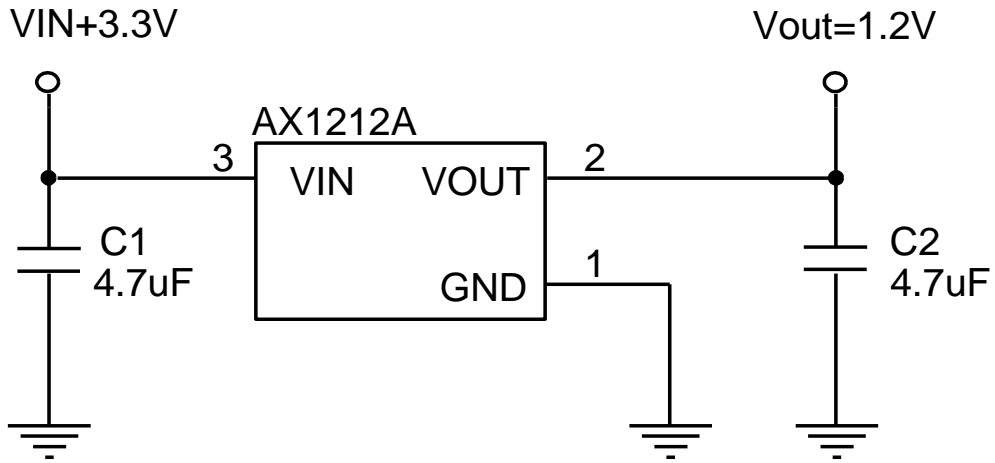 VIN+3.3V
Vout=1.2V
AX1212A
3
VIN
VOUT
2
C1
4.7uF
GND
1
C2
4.7uF